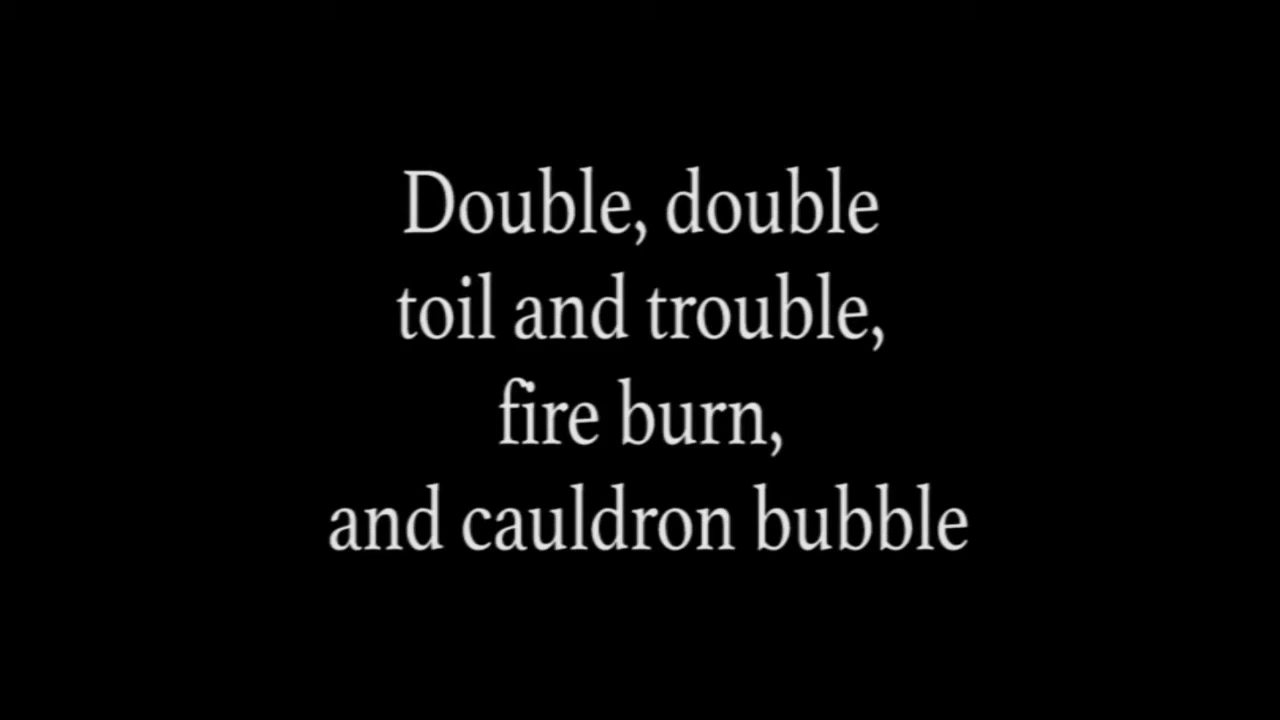 Double, double
toil and trouble,
fire burn,
and cauldron bubble